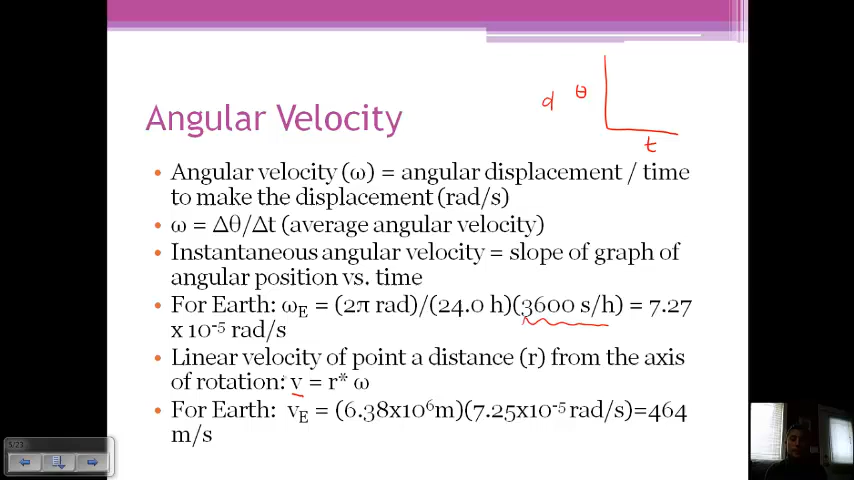 d θ
t
Angular Velocity
• Angular velocity (ω) = angular displacement / time
to make the displacement (rad/s)
• ω = Δθ/Δt (average angular velocity)
• Instantaneous angular velocity = slope of graph of
angular position vs. time
• For Earth: ωE = (2π rad)/(24.0 h)(3600 s/h) = 7.27
x 10-5 rad/s
• Linear velocity of point a distance (r) from the axis
of rotation: v = r* ω
• For Earth:  vE = (6.38x10⁶m)(7.25x10-5 rad/s)=464
m/s